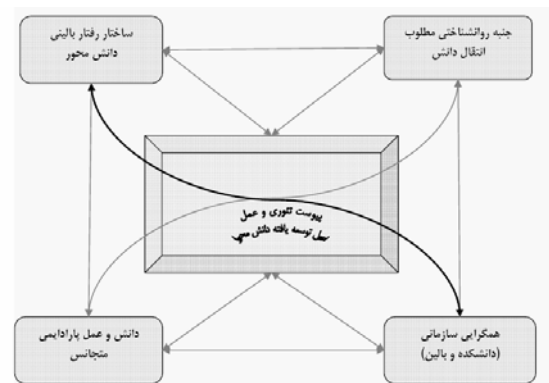 جنبه روانشناختی مطلوب
انتقال دانش
ساختار رفتار بالینی
دانش محور
پیوست تئوری و عمل
عمل توسعه یافته دانش
همگرایی سازمانی
(دانشکده و بالین)
دانش و عمل پارادایمی
متجانس